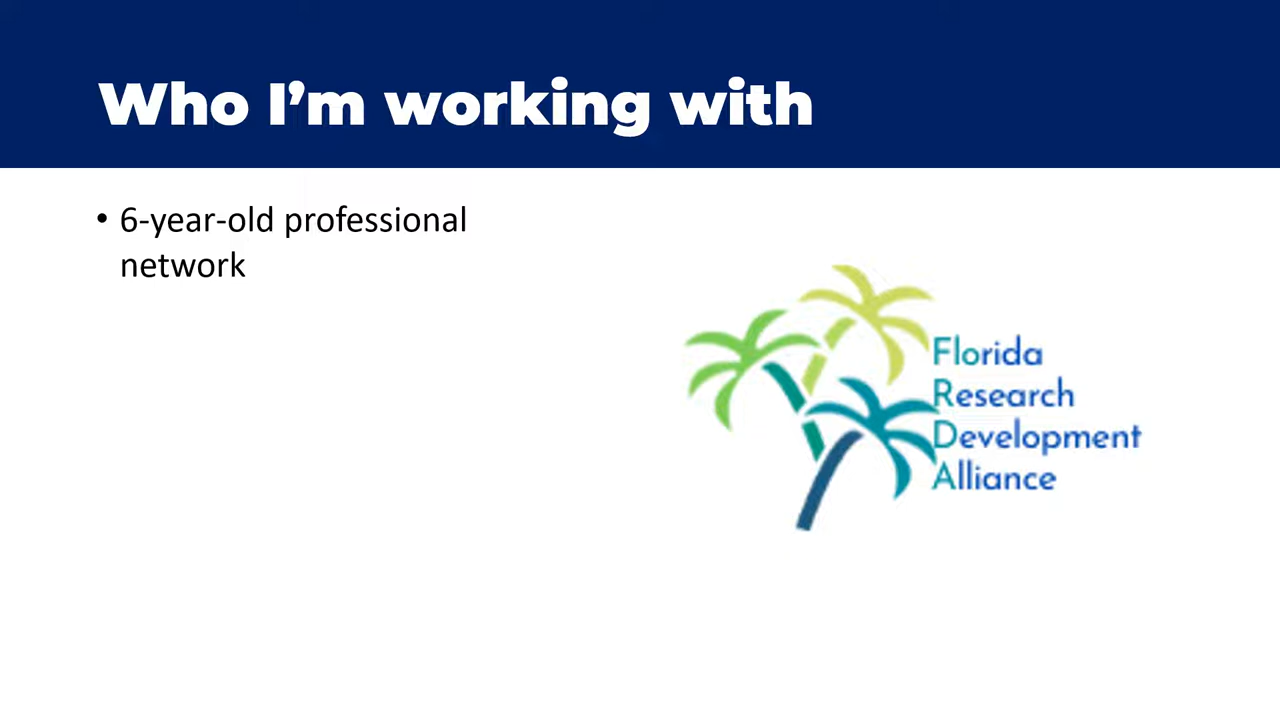 Who I’m working with
• 6-year-old professional
network
Florida
Research
Development
Alliance